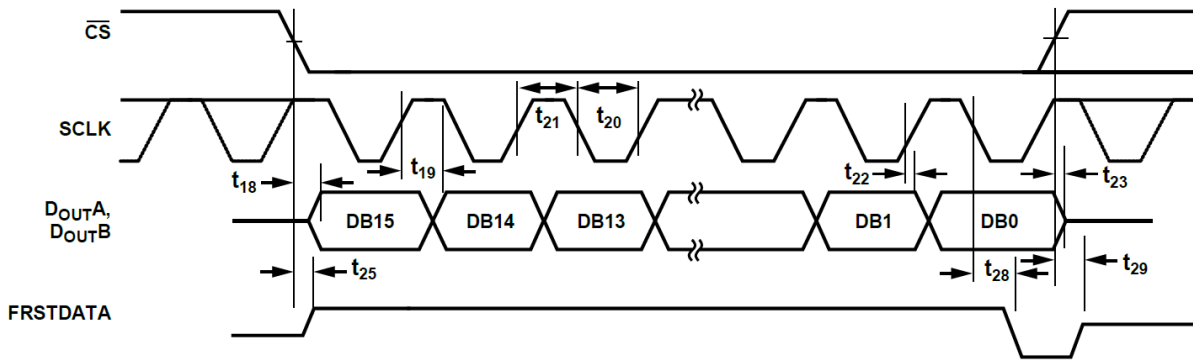 CS
SCLK
t21
t20
t18
t19
t22
t23
DOUTA,
DOUTB
DB15
DB14
DB13
DB1
DB0
t25
t28
t29
FRSTDATA